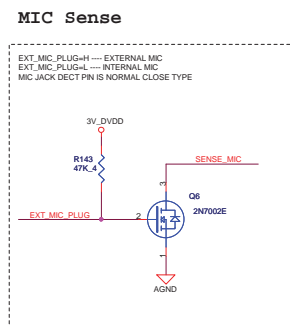 MIC Sense
EXT_MIC_PLUG=H ---- EXTERNAL MIC
EXT_MIC_PLUG=L ---- INTERNAL MIC
MIC JACK DECT PIN IS NORMAL CLOSE TYPE
3V_DVDD
R143
47K_4
SENSE_MIC
3
Q6
EXT_MIC_PLUG
2
2N7002E
1
AGND